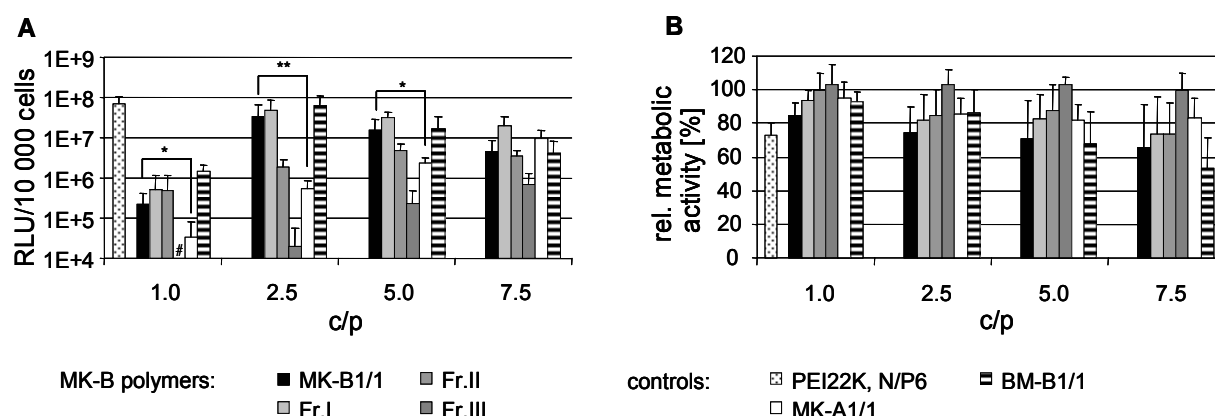 A
RLU/10 000 cells
1E+9
1E+8
1E+7
1E+6
1E+5
1E+4
*
#
**
*
1.0 2.5 5.0 7.5
c/p
B
rel. metabolic
activity [%]
120
100
80
60
40
20
0
1.0 2.5 5.0 7.5
c/p
MK-B polymers: MK-B1/1 Fr.II
Fr.I Fr.III
controls: PEI22K, N/P6 BM-B1/1
MK-A1/1